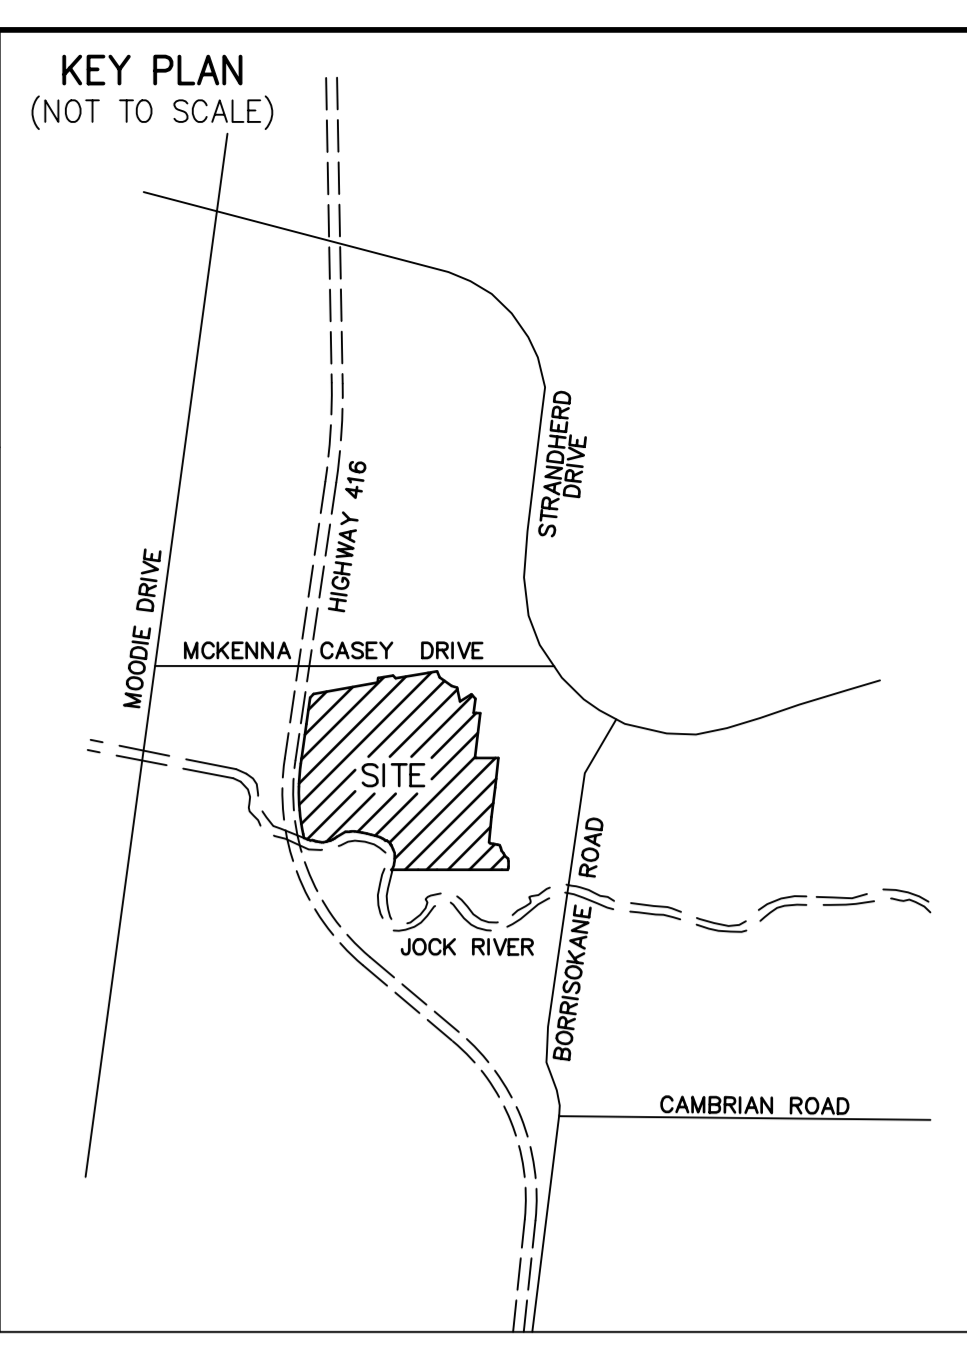 KEY PLAN
(NOT TO SCALE)
STRANDHERD
DRIVE
HIGHWAY 416
MOODIE DRIVE
MCKENNA CASEY DRIVE
SITE
BORRISOKANE ROAD
JOCK RIVER
CAMBRIAN ROAD